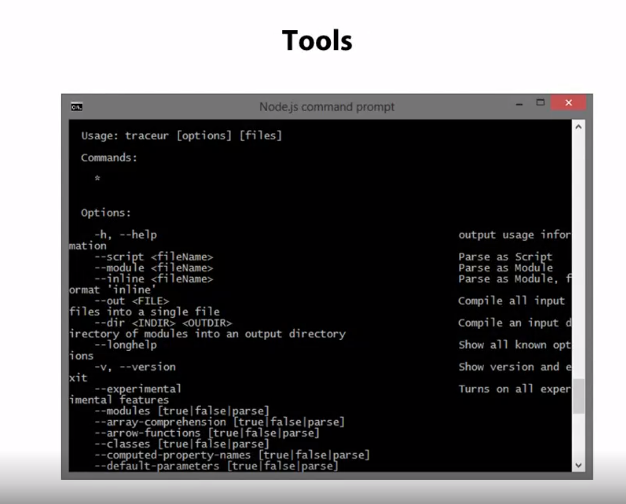 Tools
Node.js command prompt
Usage: traceur [options] [files]
Commands:
*
Options:
-h, --help output usage infor
mation
--script <fileName> Parse as Script
--module <fileName> Parse as Module
--inline <fileName> Parse as Module, f
ormat 'inline'
--out <FILE> Compile all input
files into a single file
--dir <INDIR> <OUTDIR> Compile an input d
irectory of modules into an output directory
--longhelp Show all known opt
ions
-v, --version Show version and e
xit
--experimental Turns on all exper
imental features
--modules [true|false|parse]
--array-comprehension [true|false|parse]
--arrow-functions [true|false|parse]
--classes [true|false|parse]
--computed-property-names [true|false|parse]
--default-parameters [true|false|parse]